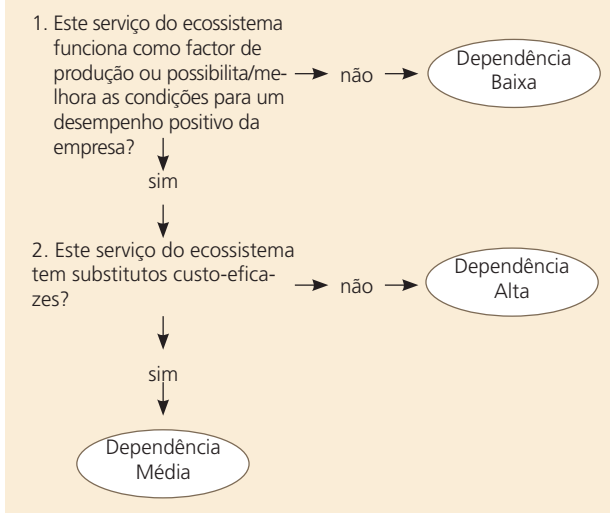 1. Este serviço do ecossistema
funciona como factor de
produção ou possibilita/me-
lhora as condições para um
desempenho positivo da
empresa?
não
Dependência
Baixa
sim
2. Este serviço do ecossistema
tem substitutos custo-efica-
zes?
não
Dependência
Alta
sim
Dependência
Média